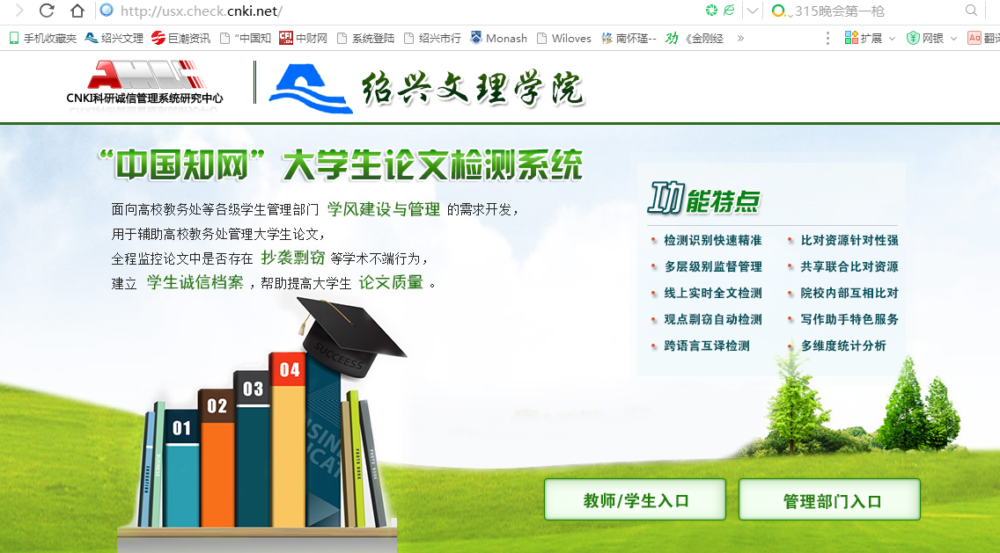 http://usx.check.cnki.net/
315晚会第一枪
手机收藏夹 绍兴文理 巨潮资讯 “中国知 中财网 系统登陆 绍兴市行 Monash Wiloves 南怀瑾-- 《金刚经 » 扩展 网银 翻译
CNKI科研诚信管理系统研究中心
绍兴文理学院
“中国知网”大学生论文检测系统
面向高校教务处等各级学生管理部门 学风建设与管理 的需求开发，
用于辅助高校教务处管理大学生论文，
全程监控论文中是否存在 抄袭剽窃 等学术不端行为，
建立 学生诚信档案 ，帮助提高大学生 论文质量 。
功能特点
检测识别快速精准 比对资源针对性强
多层级别监督管理 共享联合比对资源
线上实时全文检测 院校内部互相比对
观点剽窃自动检测 写作助手特色服务
跨语言互译检测 多维度统计分析
SUCCEESS
04
03
02
01
教师/学生入口 管理部门入口